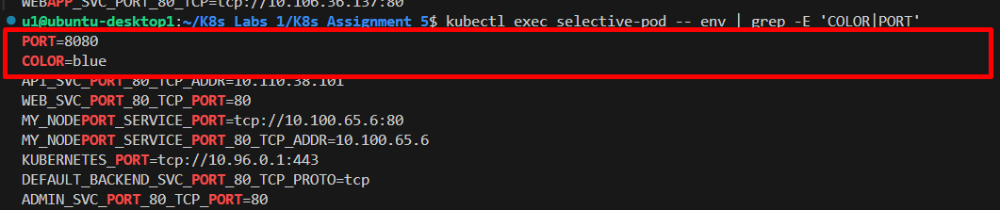 WEBAPP_SVC_PORT_80_TCP=tcp://10.106.36.137:80
u1@ubuntu-desktop1:~/K8s Labs 1/K8s Assignment 5$ kubectl exec selective-pod -- env | grep -E 'COLOR|PORT'
PORT=8080
COLOR=blue
API_SVC_PORT_80_TCP_ADDR=10.110.38.101
WEB_SVC_PORT_80_TCP_PORT=80
MY_NODEPORT_SERVICE_PORT=tcp://10.100.65.6:80
MY_NODEPORT_SERVICE_PORT_80_TCP_ADDR=10.100.65.6
KUBERNETES_PORT=tcp://10.96.0.1:443
DEFAULT_BACKEND_SVC_PORT_80_TCP_PROTO=tcp
ADMIN_SVC_PORT_80_TCP_PORT=80